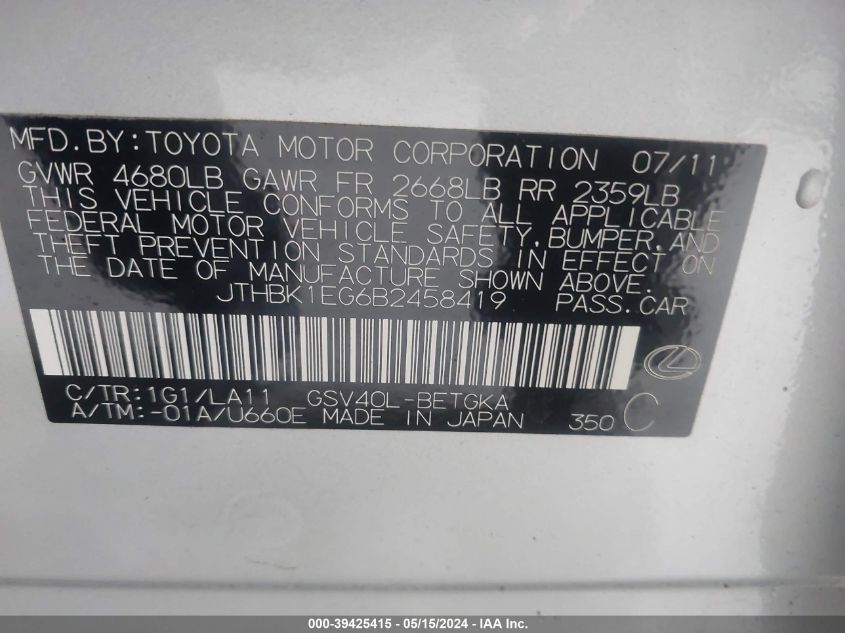 MFD.BY:TOYOTA MOTOR CORPORATION 07/11
GVWR 4680LB GAWR FR 2668LB RR 2359LB
THIS VEHICLE CONFORMS TO ALL APPLICABLE
FEDERAL MOTOR VEHICLE SAFETY,BUMPER,AND
THEFT PREVENTION STANDARDS IN EFFECT ON
THE DATE OF MANUFACTURE SHOWN ABOVE.
JTHBK1EG6B2458419 PASS.CAR
C/TR:1G1/LA11 GSV40L-BETGKA
A/TM:-01A/U660E MADE IN JAPAN 350 C
000-39425415 - 05/15/2024 - IAA Inc.